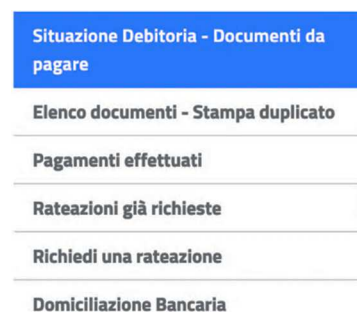 Situazione Debitoria - Documenti da
pagare
Elenco documenti - Stampa duplicato
Pagamenti effettuati
Rateazioni già richieste
Richiedi una rateazione
Domiciliazione Bancaria